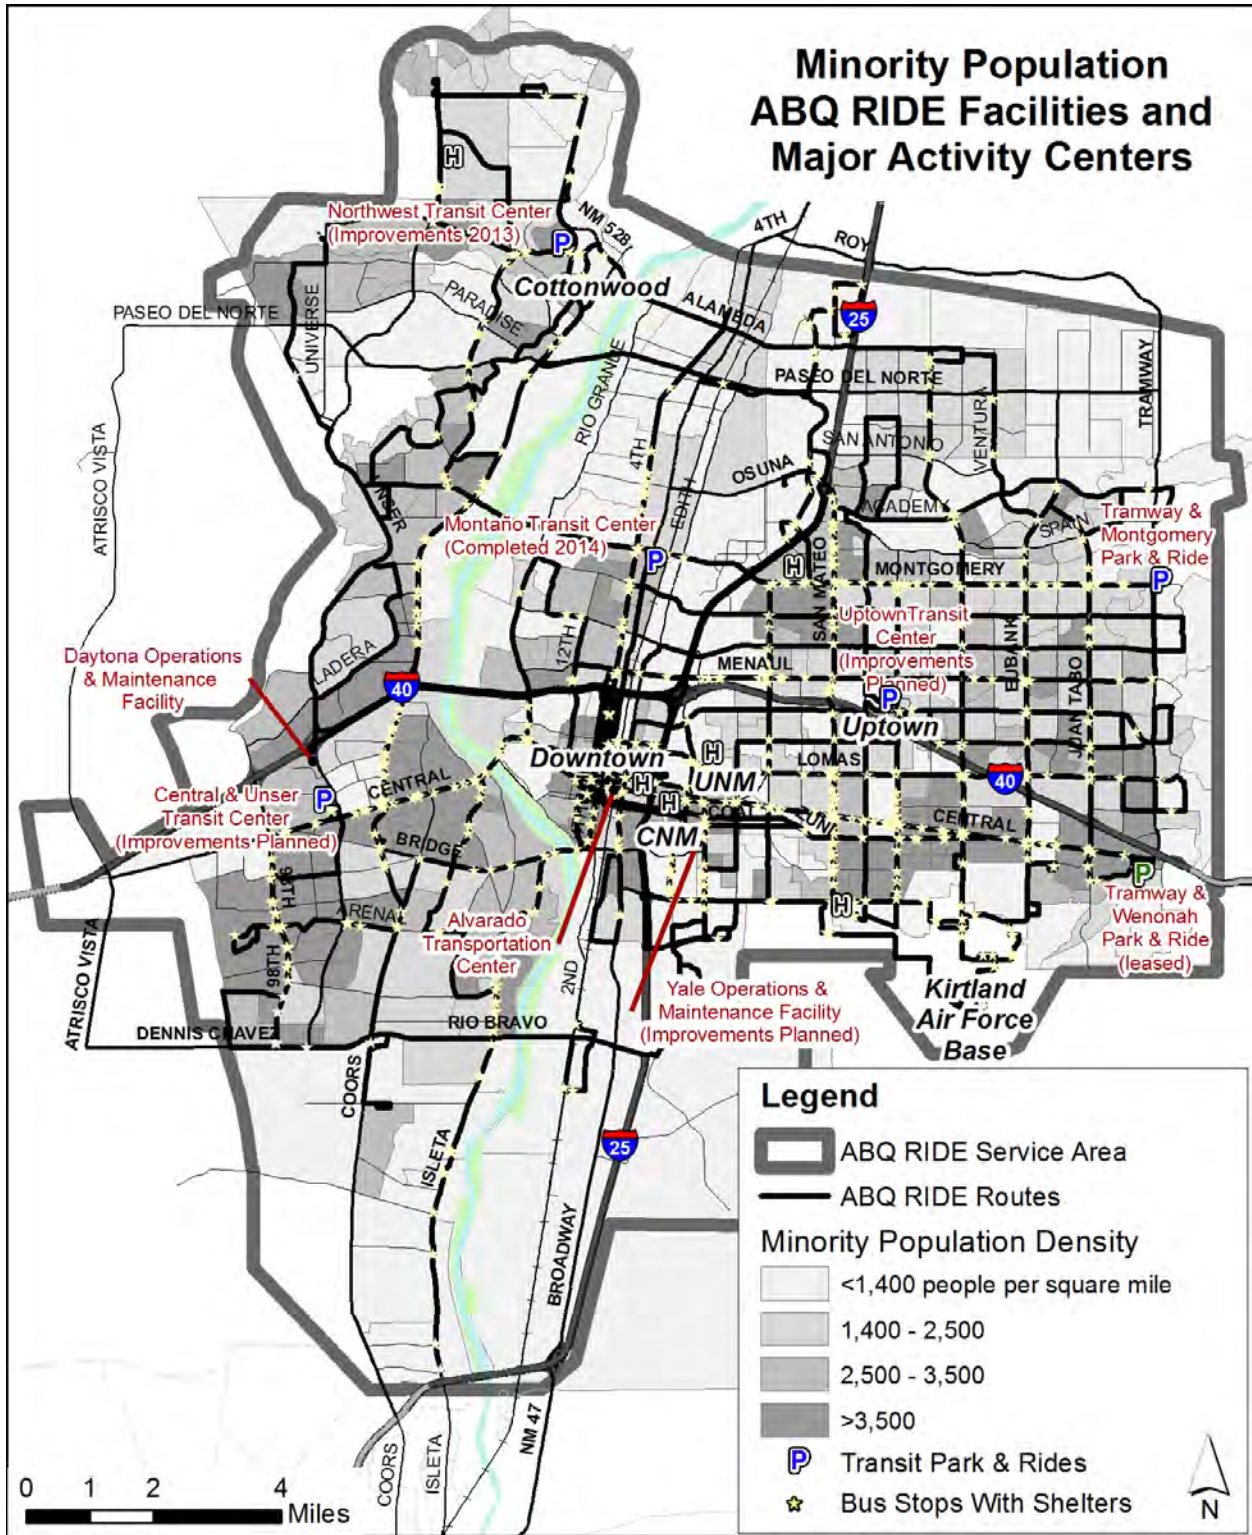 Minority Population
ABQ RIDE Facilities and
Major Activity Centers
H
Northwest Transit Center
(Improvements 2013)
P
NM 528
4TH
ROY
Cottonwood
PASEO DEL NORTE
UNIVERSE
PARADISE
ALAMEDA
25
RIO GRANDE
PASEO DEL NORTE
TRAMWAY
ATRISCO VISTA
4TH
EDITH
OSUNA
SAN ANTONIO
VENTURA
UNSER
ACADEMY
SPAIN
Montaño Transit Center
(Completed 2014)
P
H
SAN MATEO
MONTGOMERY
Tramway &
Montgomery
Park & Ride
P
12TH
Uptown Transit
Center
(Improvements
Planned)
P
EUBANK
JUAN TABO
MENAUL
Daytona Operations
& Maintenance
Facility
LADERA
40
Uptown
Downtown
H
UNM
LOMAS
40
Central & Unser
Transit Center
(Improvements Planned)
P
CENTRAL
H
H
COAL
ZUNI
CENTRAL
BRIDGE
CNM
98TH
ARENAL
H
P
Tramway &
Wenonah
Park & Ride
(leased)
Alvarado
Transportation
Center
ATRISCO VISTA
98TH
2ND
Yale Operations &
Maintenance Facility
(Improvements Planned)
Kirtland
Air Force
Base
DENNIS CHAVEZ
RIO BRAVO
COORS
ISLETA
25
BROADWAY
NM 47
COORS
ISLETA
Legend
ABQ RIDE Service Area
ABQ RIDE Routes
Minority Population Density
<1,400 people per square mile
1,400 - 2,500
2,500 - 3,500
>3,500
P Transit Park & Rides
Bus Stops With Shelters
0 1 2 4
Miles
N